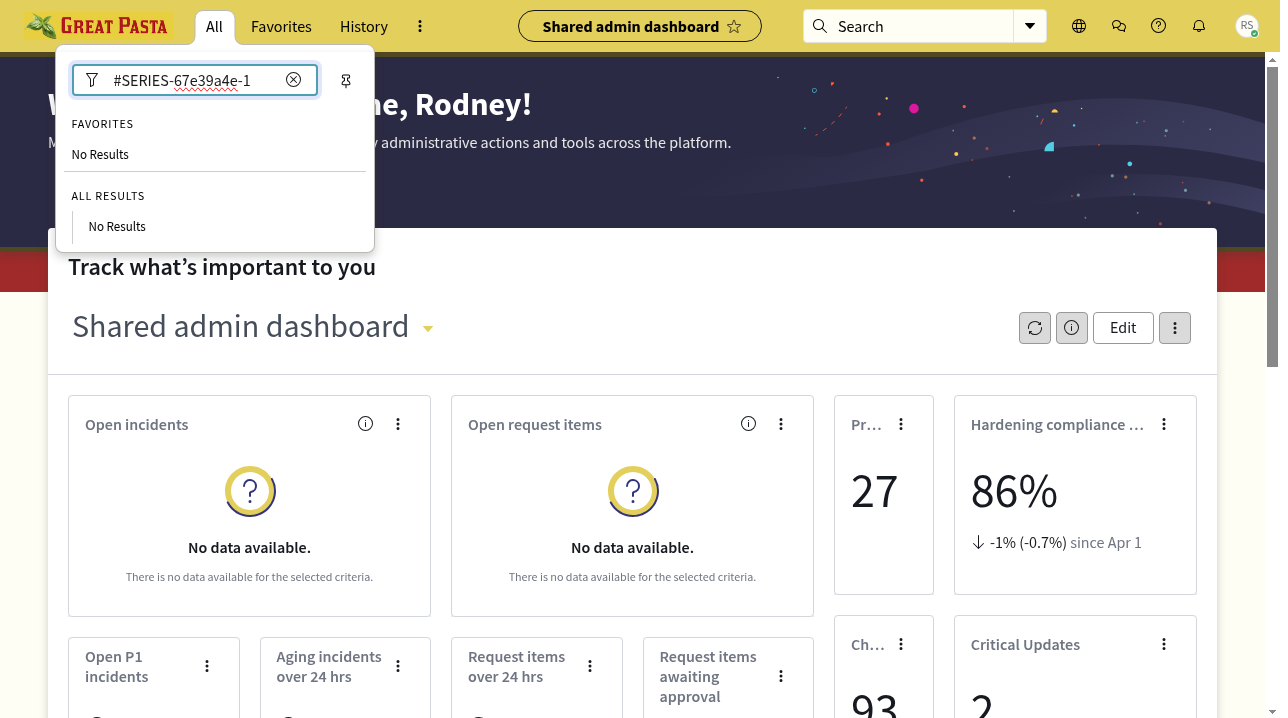 GREAT PASTA
All
Favorites
History
Shared admin dashboard
Search
RS
#SERIES-67e39a4e-1
FAVORITES
No Results
ALL RESULTS
No Results
me, Rodney!
administrative actions and tools across the platform.
Track what's important to you
Shared admin dashboard
Edit
Open incidents
No data available.
There is no data available for the selected criteria.
Open request items
No data available.
There is no data available for the selected criteria.
Pr...
27
Hardening compliance ...
86%
-1% (-0.7%) since Apr 1
Open P1
incidents
Aging incidents
over 24 hrs
Request items
over 24 hrs
Request items
awaiting
approval
Ch...
93
Critical Updates
2